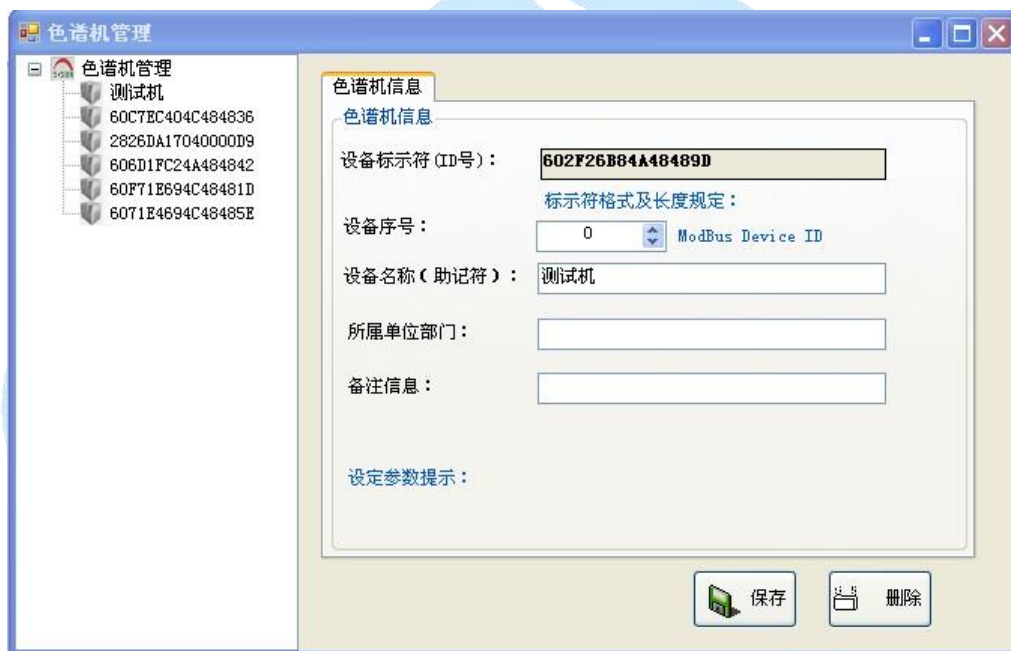 色谱机管理
色谱机管理
测试机
60C7EC404C484836
2826DA17040000D9
606D1FC24A484842
60F71E694C48481D
6071E4694C48485E
色谱机信息
色谱机信息
设备标示符(ID号):
602F26B84A48489D
标示符格式及长度规定:
设备序号:
0
ModBus Device ID
设备名称(助记符):
测试机
所属单位部门:
备注信息:
设定参数提示:
保存
删除